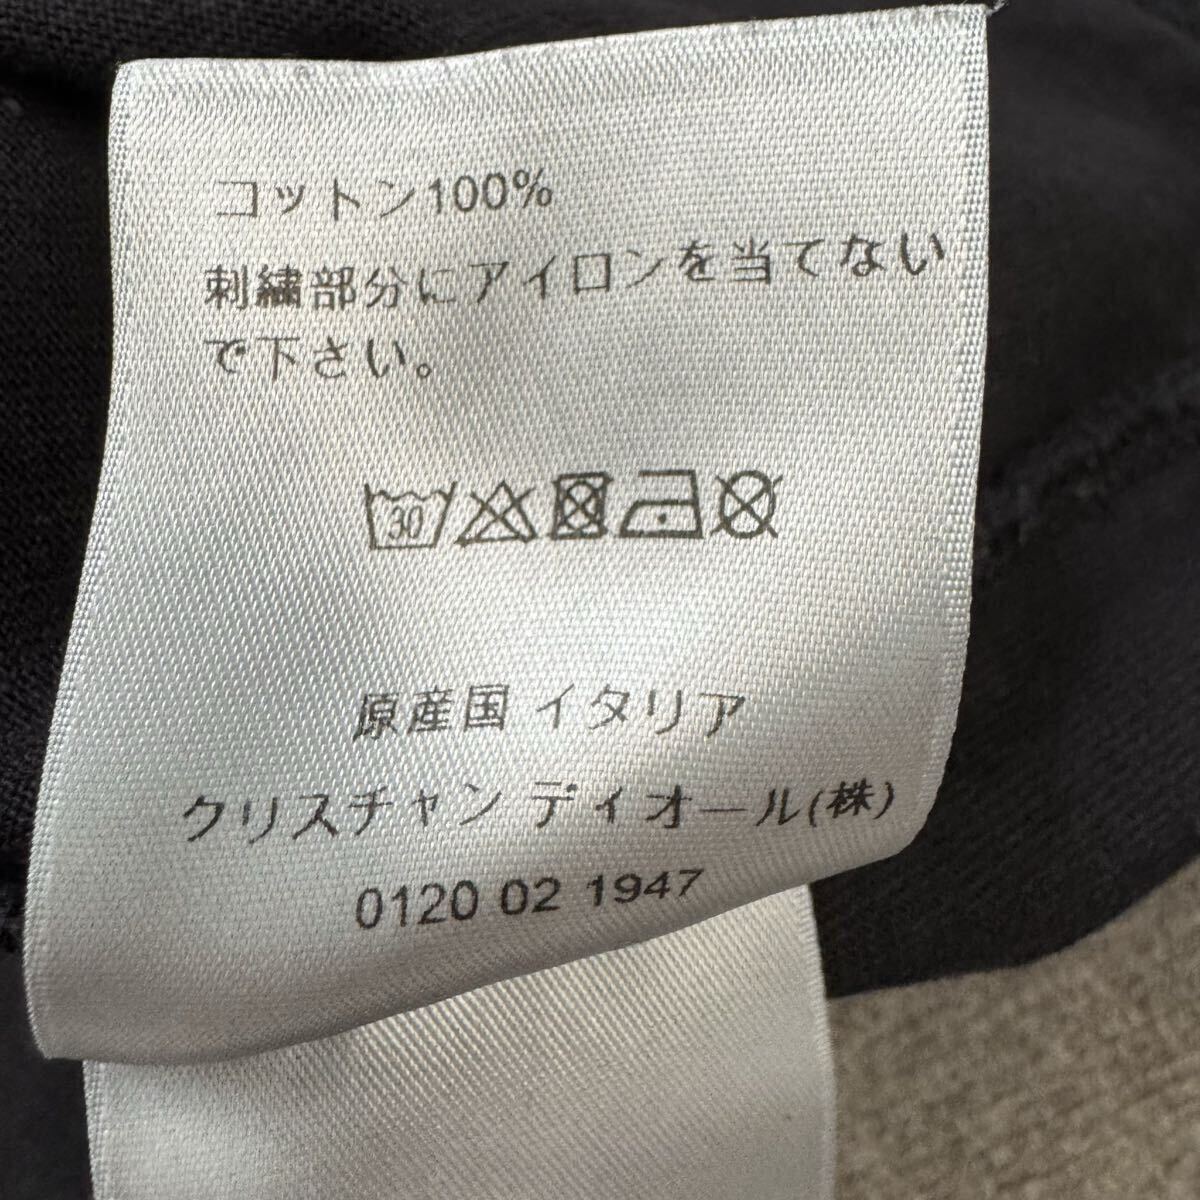 コットン100%
刺繍部分にアイロンを当てない
で下さい。
30
原産国 イタリア
クリスチャン ディオール(株)
0120 02 1947